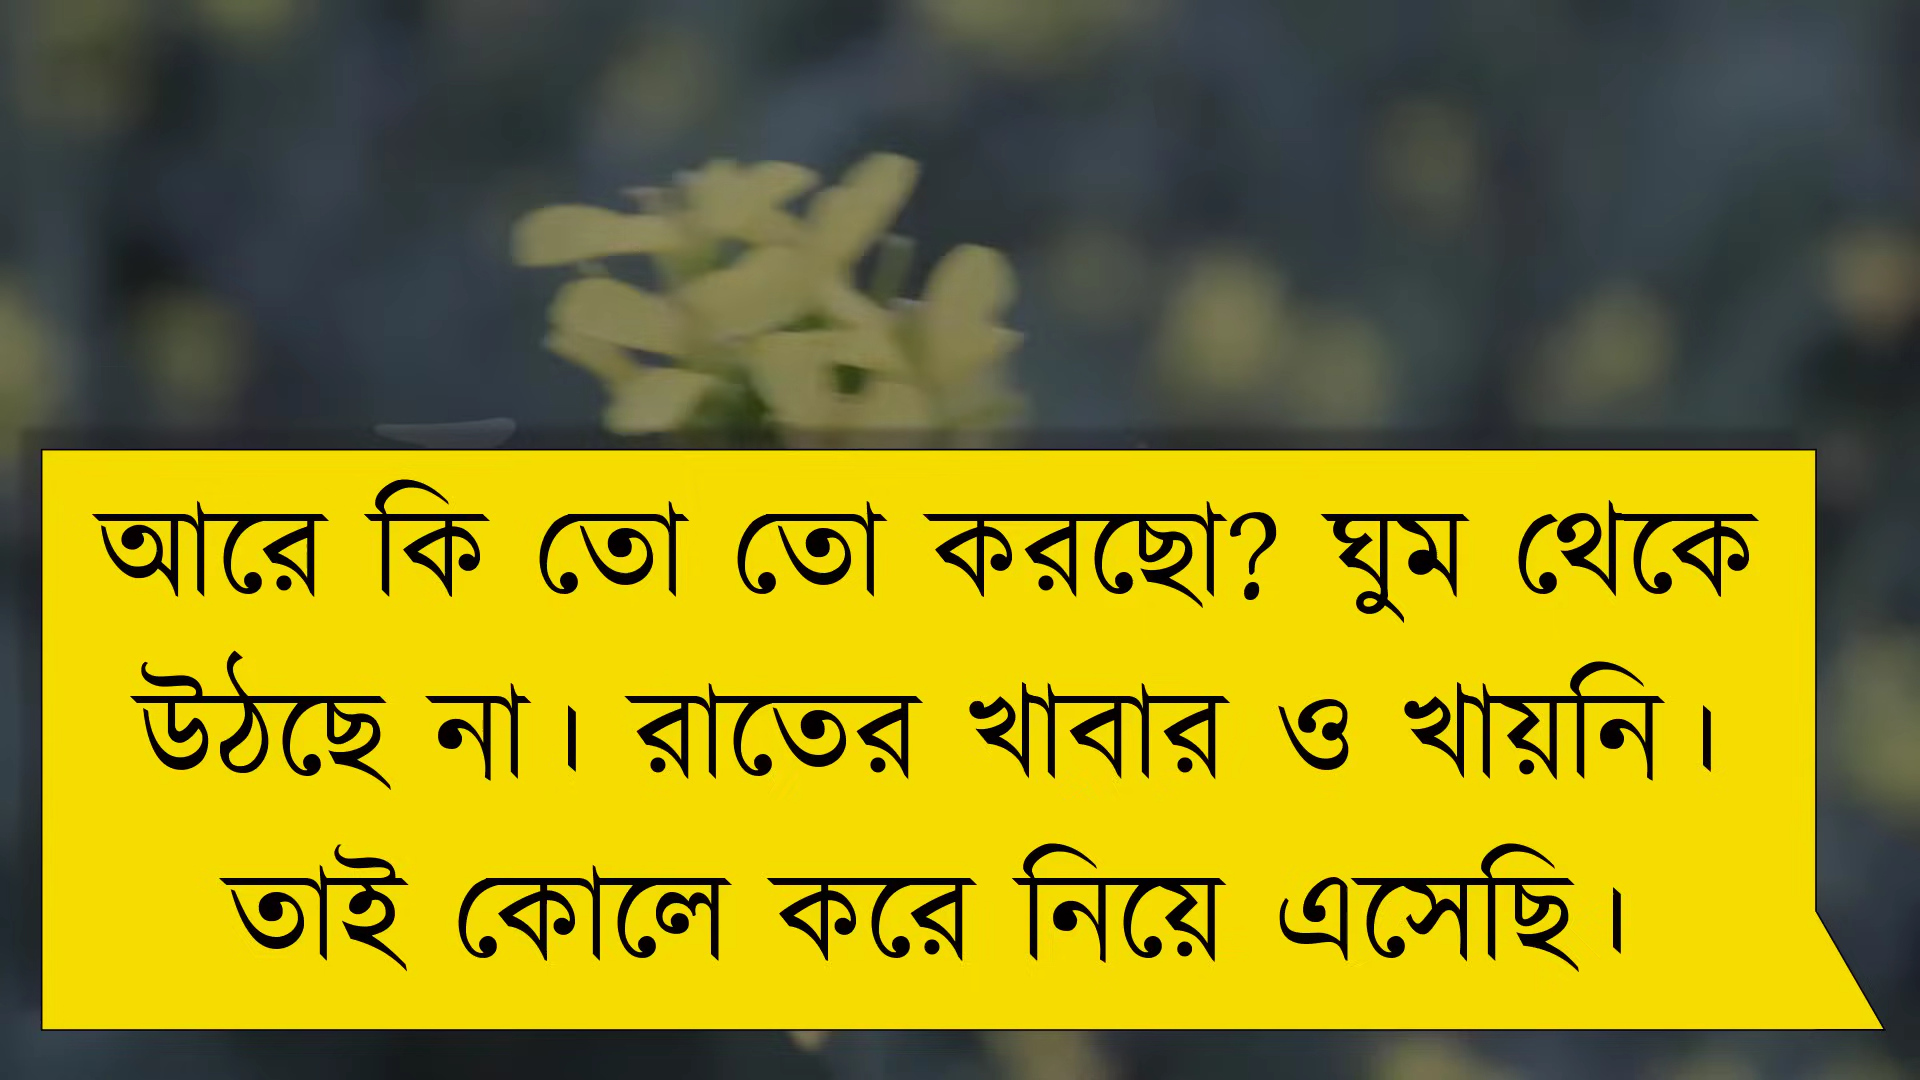 আরে কি তো তো করছো? ঘুম থেকে
উঠছে না। রাতের খাবার ও খায়নি।
তাই কোলে করে নিয়ে এসেছি।